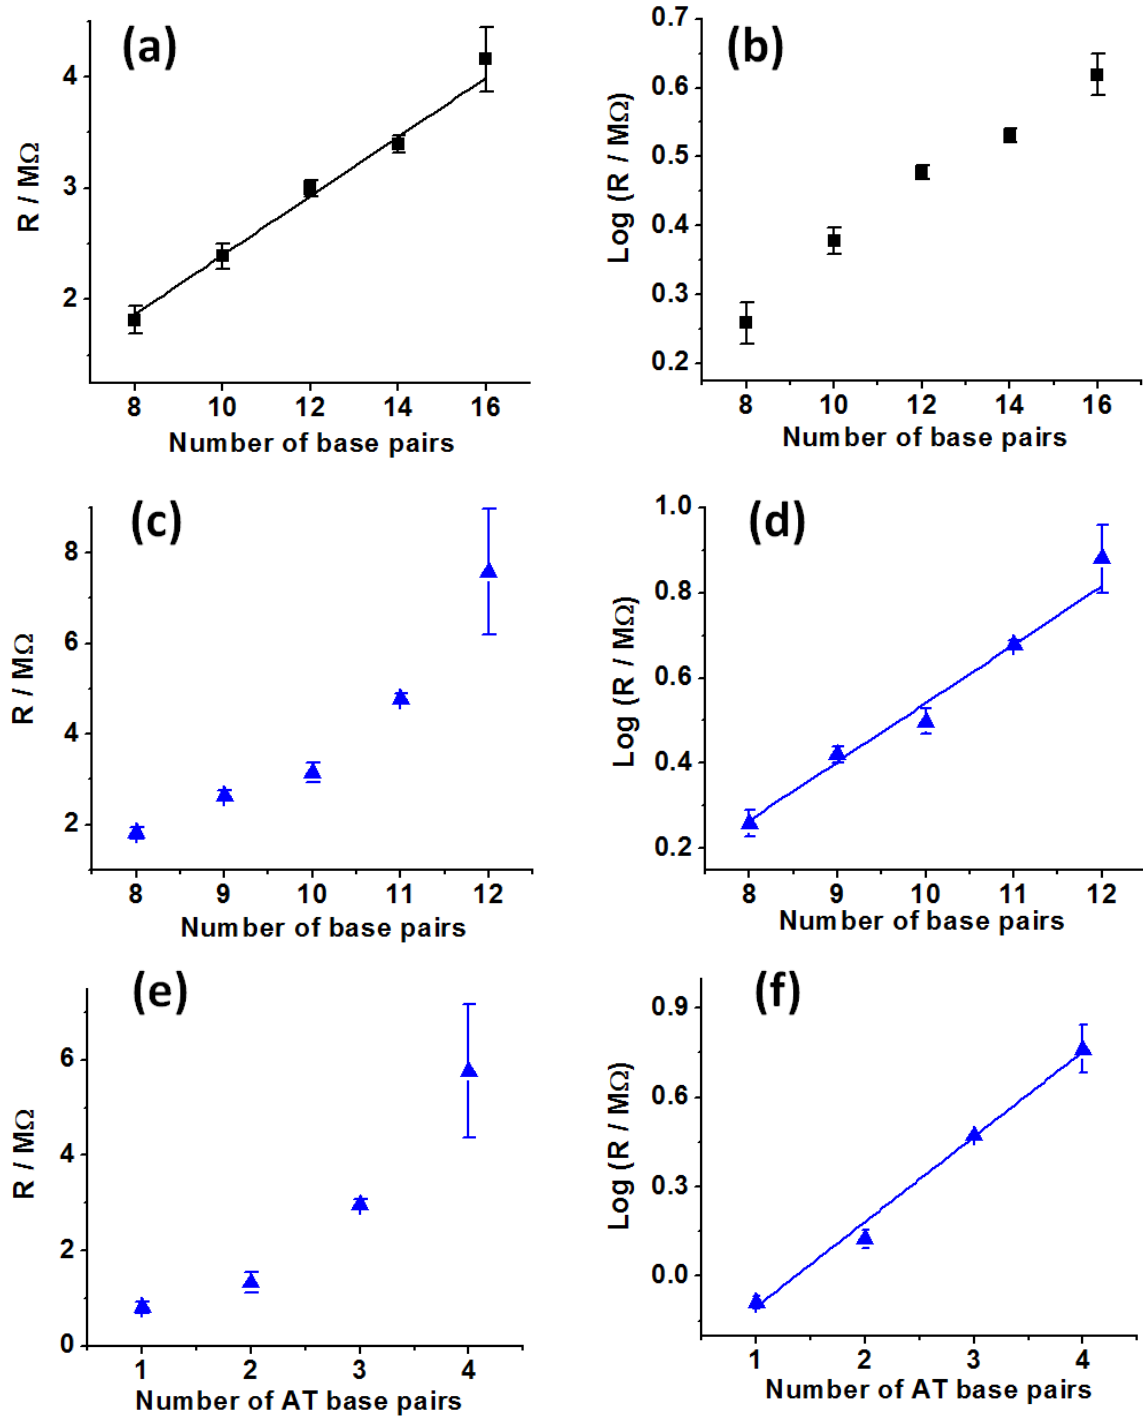 (a)
R / MΩ
4
3
2
8 10 12 14 16
Number of base pairs
(b)
Log (R / MΩ)
0.7
0.6
0.5
0.4
0.3
0.2
8 10 12 14 16
Number of base pairs
(c)
R / MΩ
8
6
4
2
8 9 10 11 12
Number of base pairs
(d)
Log (R / MΩ)
1.0
0.8
0.6
0.4
0.2
8 9 10 11 12
Number of base pairs
(e)
R / MΩ
6
4
2
0
1 2 3 4
Number of AT base pairs
(f)
Log (R / MΩ)
0.9
0.6
0.3
0.0
1 2 3 4
Number of AT base pairs